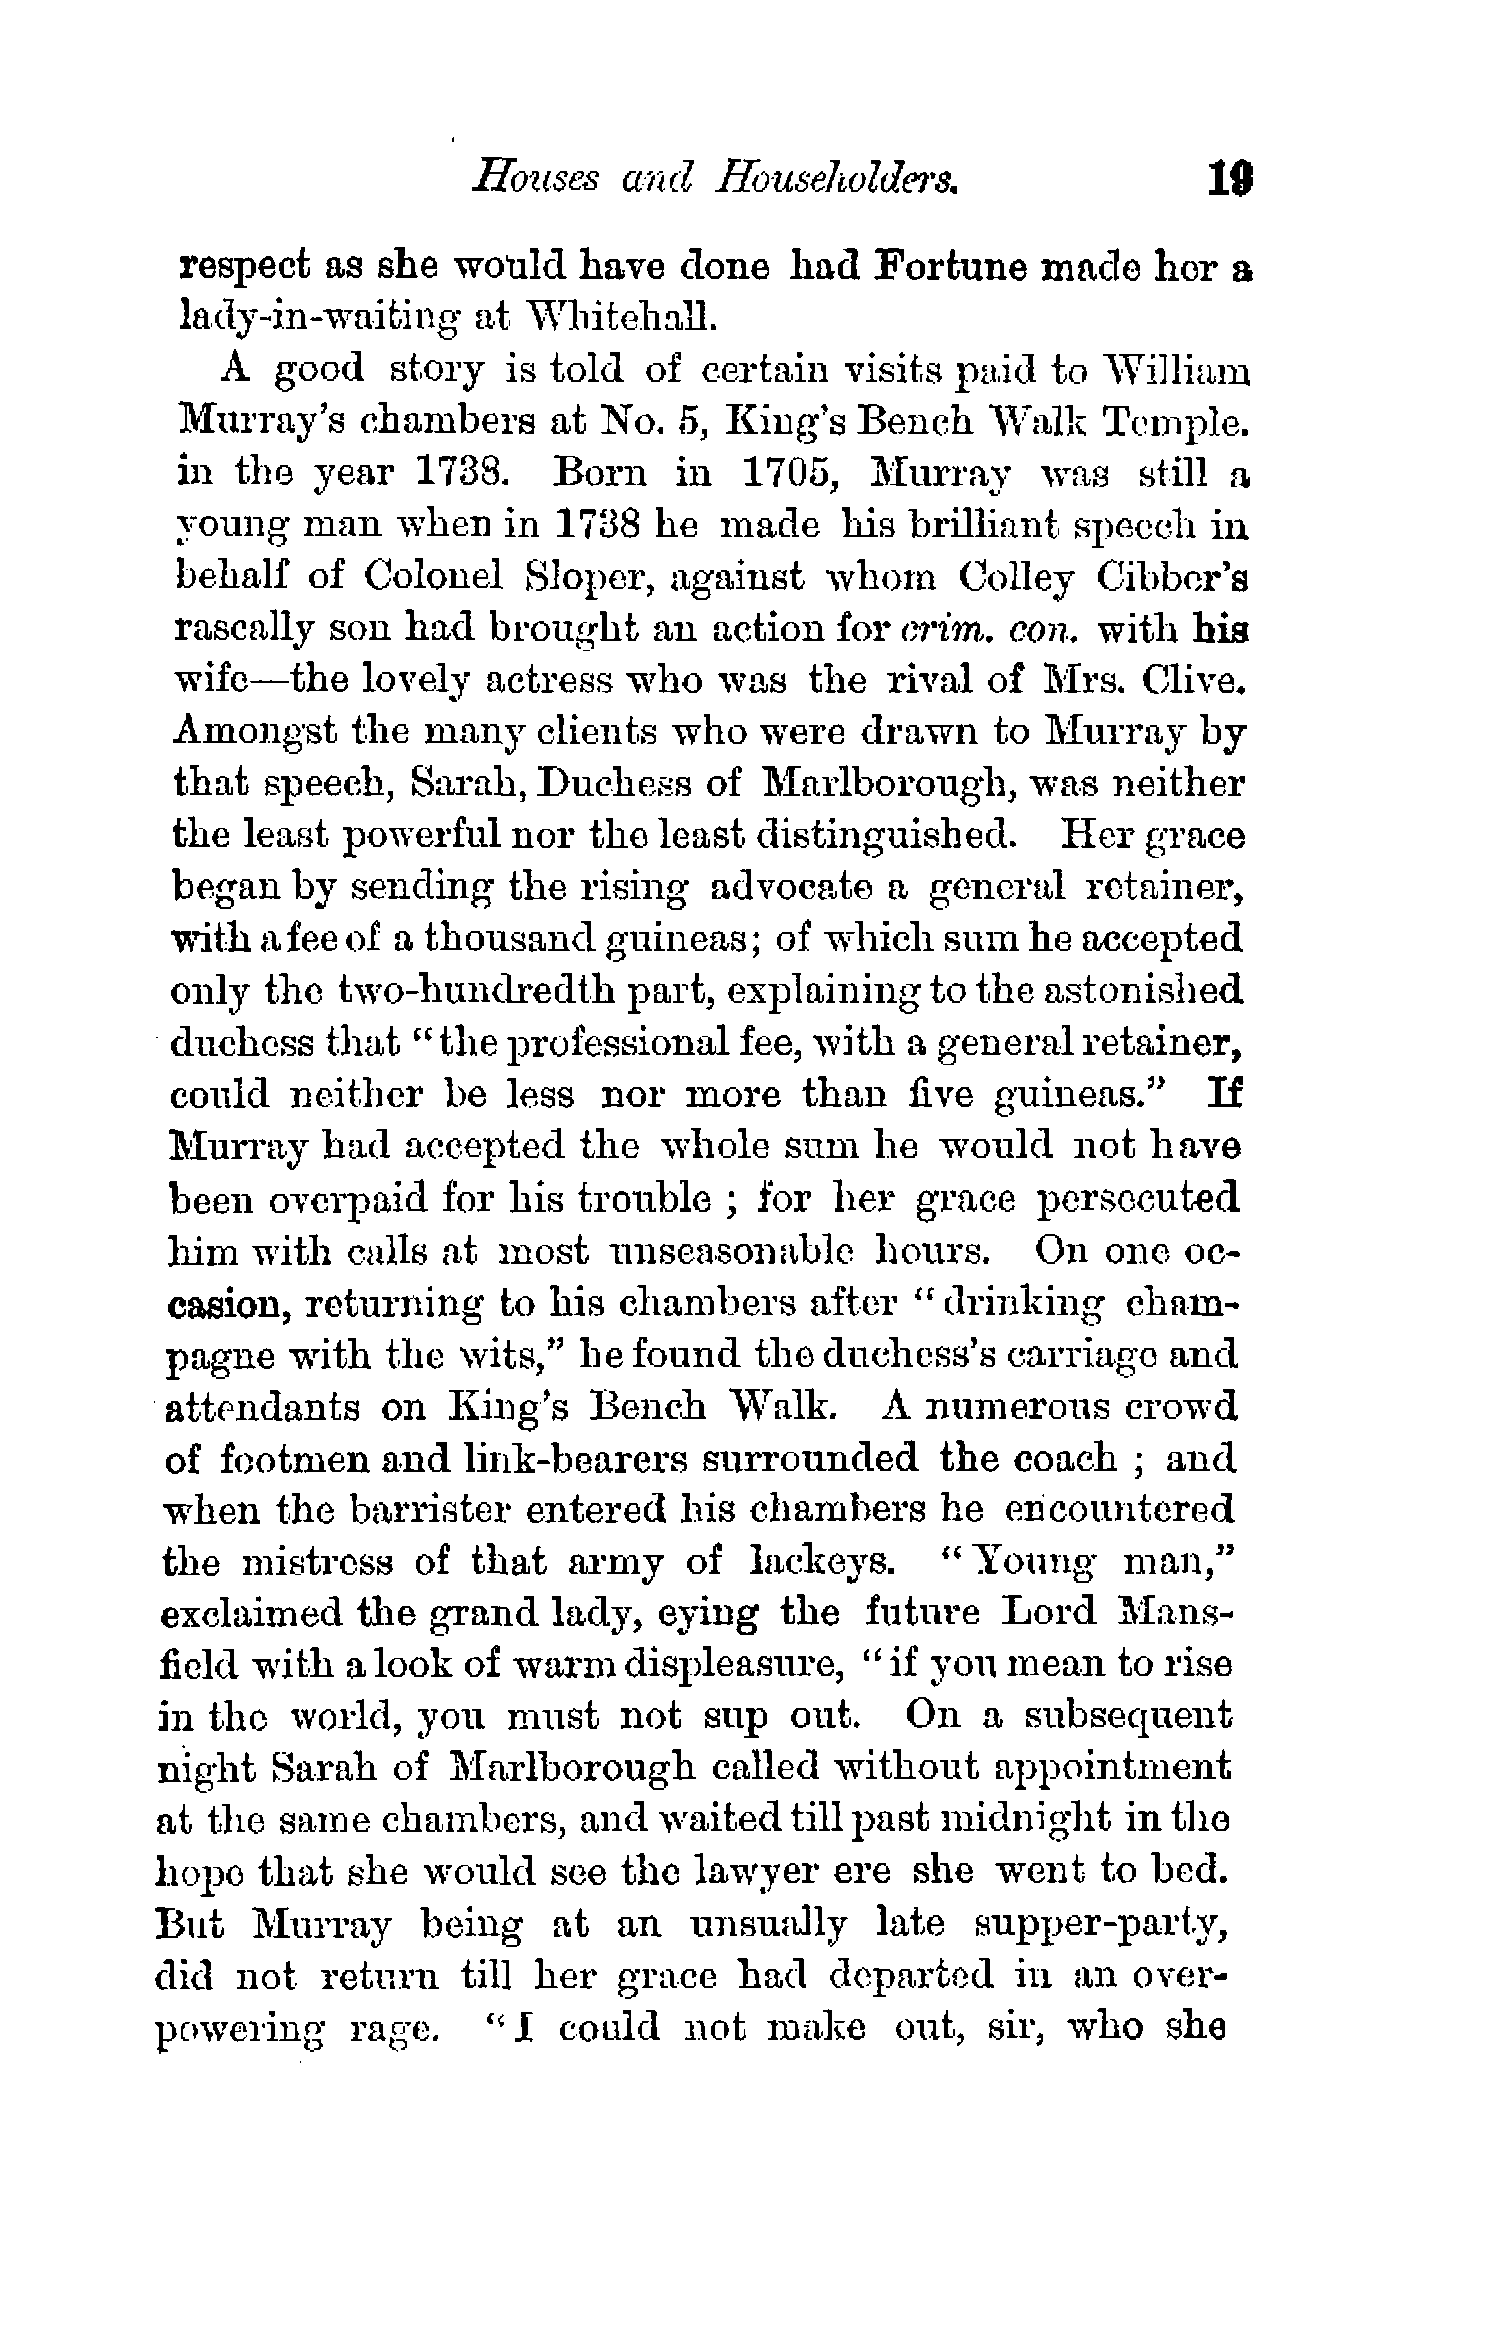 Houses and Householders. 19
respect as she would have done had Fortune made her a
lady-in-waiting at Whitehall.
A good story is told of certain visits paid to William
Murray's chambers at No. 5, King's Bench Walk Temple.
in the year 1738. Born in 1705, Murray was still a
young man when in 1738 he made his brilliant speech in
behalf of Colonel Sloper, against whom Colley Cibber's
rascally son had brought an action for crim. con. with his
wife—the lovely actress who was the rival of Mrs. Clive.
Amongst the many clients who were drawn to Murray by
that speech, Sarah, Duchess of Marlborough, was neither
the least powerful nor the least distinguished. Her grace
began by sending the rising advocate a general retainer,
with a fee of a thousand guineas; of which sum he accepted
only the two-hundredth part, explaining to the astonished
duchess that "the professional fee, with a general retainer,
could neither be less nor more than five guineas." If
Murray had accepted the whole sum he would not have
been overpaid for his trouble ; for her grace persecuted
him with calls at most unseasonable hours. On one oc-
casion, returning to his chambers after "drinking cham-
pagne with the wits," he found the duchess's carriage and
attendants on King's Bench Walk. A numerous crowd
of footmen and link-bearers surrounded the coach ; and
when the barrister entered his chambers he encountered
the mistress of that army of lackeys. "Young man,"
exclaimed the grand lady, eying the future Lord Mans-
field with a look of warm displeasure, "if you mean to rise
in the world, you must not sup out. On a subsequent
night Sarah of Marlborough called without appointment
at the same chambers, and waited till past midnight in the
hope that she would see the lawyer ere she went to bed.
But Murray being at an unsually late supper-party,
did not return till her grace had departed in an over-
powering rage. "I could not make out, sir, who she